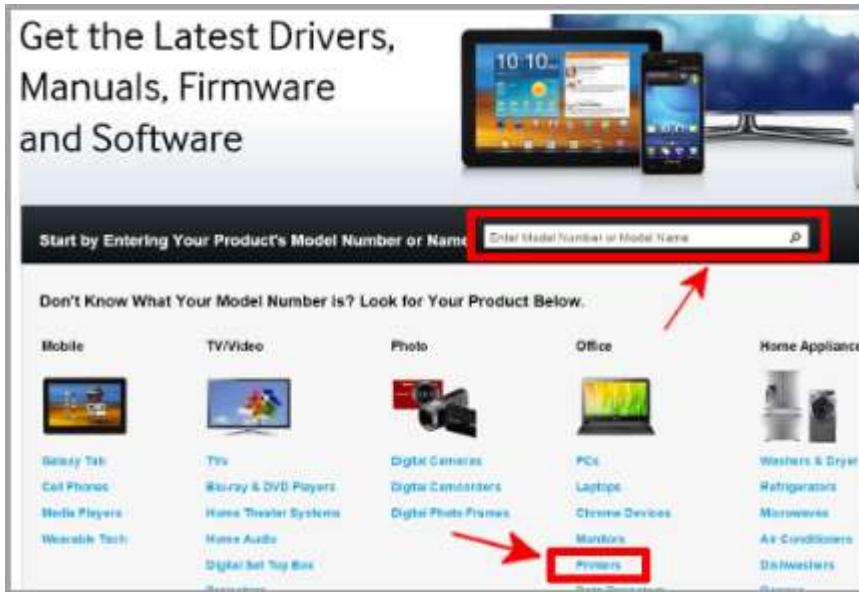 Get the Latest Drivers,
Manuals, Firmware
and Software
10:10
Start by Entering Your Product's Model Number or Name
Enter Model Number or Model Name
Don't Know What Your Model Number is? Look for Your Product Below.
Mobile
Galaxy Tab
Cell Phones
Media Players
Wearable Tech
TV/Video
TVs
Blu-ray & DVD Players
Home Theater Systems
Home Audio
Digital Set Top Box
Photo
Digital Cameras
Digital Camcorders
Digital Photo Frames
Office
PCs
Laptops
Chrome Devices
Monitors
Printers
Home Appliance
Washers & Dryer
Refrigerators
Microwaves
Air Conditioners
Dishwashers